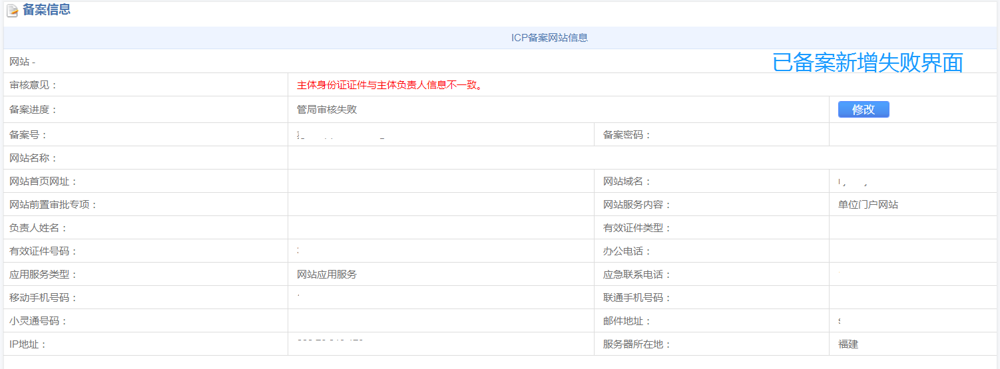 备案信息
ICP备案网站信息
网站 -
已备案新增失败界面
审核意见： 主体身份证证件与主体负责人信息不一致。
备案进度： 管局审核失败 修改
备案号： 备案密码：
网站名称：
网站首页网址： 网站域名：
网站前置审批专项： 网站服务内容： 单位门户网站
负责人姓名： 有效证件类型：
有效证件号码： 办公电话：
应用服务类型： 网站应用服务 应急联系电话：
移动手机号码： 联通手机号码：
小灵通号码： 邮件地址：
IP地址： 服务器所在地： 福建